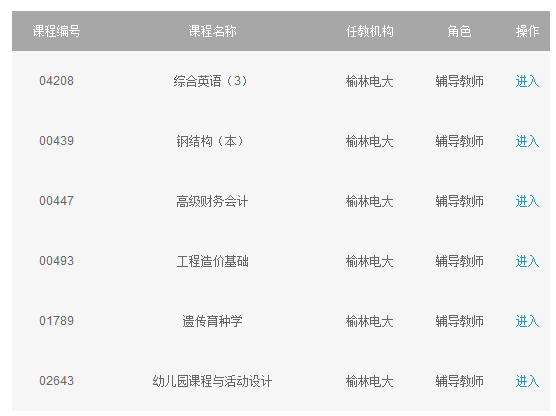 课程编号 课程名称 任教机构 角色 操作
04208 综合英语（3） 榆林电大 辅导教师 进入
00439 钢结构（本） 榆林电大 辅导教师 进入
00447 高级财务会计 榆林电大 辅导教师 进入
00493 工程造价基础 榆林电大 辅导教师 进入
01789 遗传育种学 榆林电大 辅导教师 进入
02643 幼儿园课程与活动设计 榆林电大 辅导教师 进入